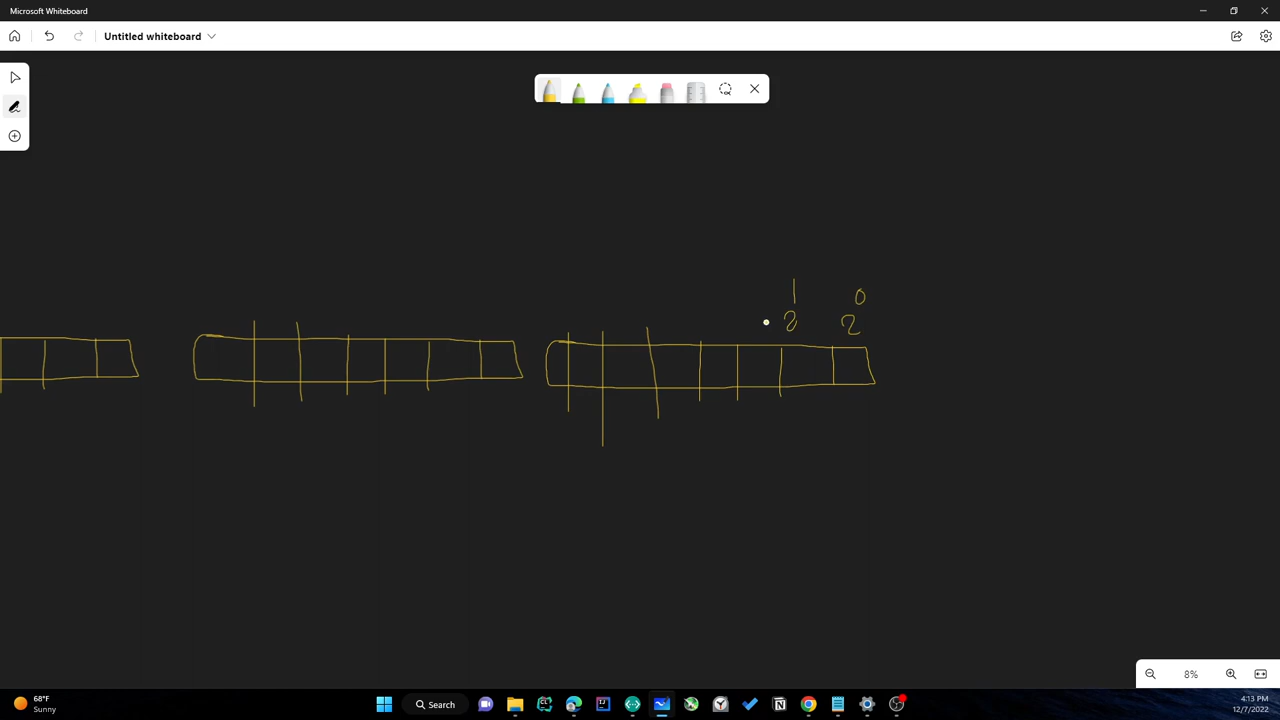 Microsoft Whiteboard
Untitled whiteboard
1 0
2 2
8%
68°F
Sunny
Search
4:13 PM
12/7/2022